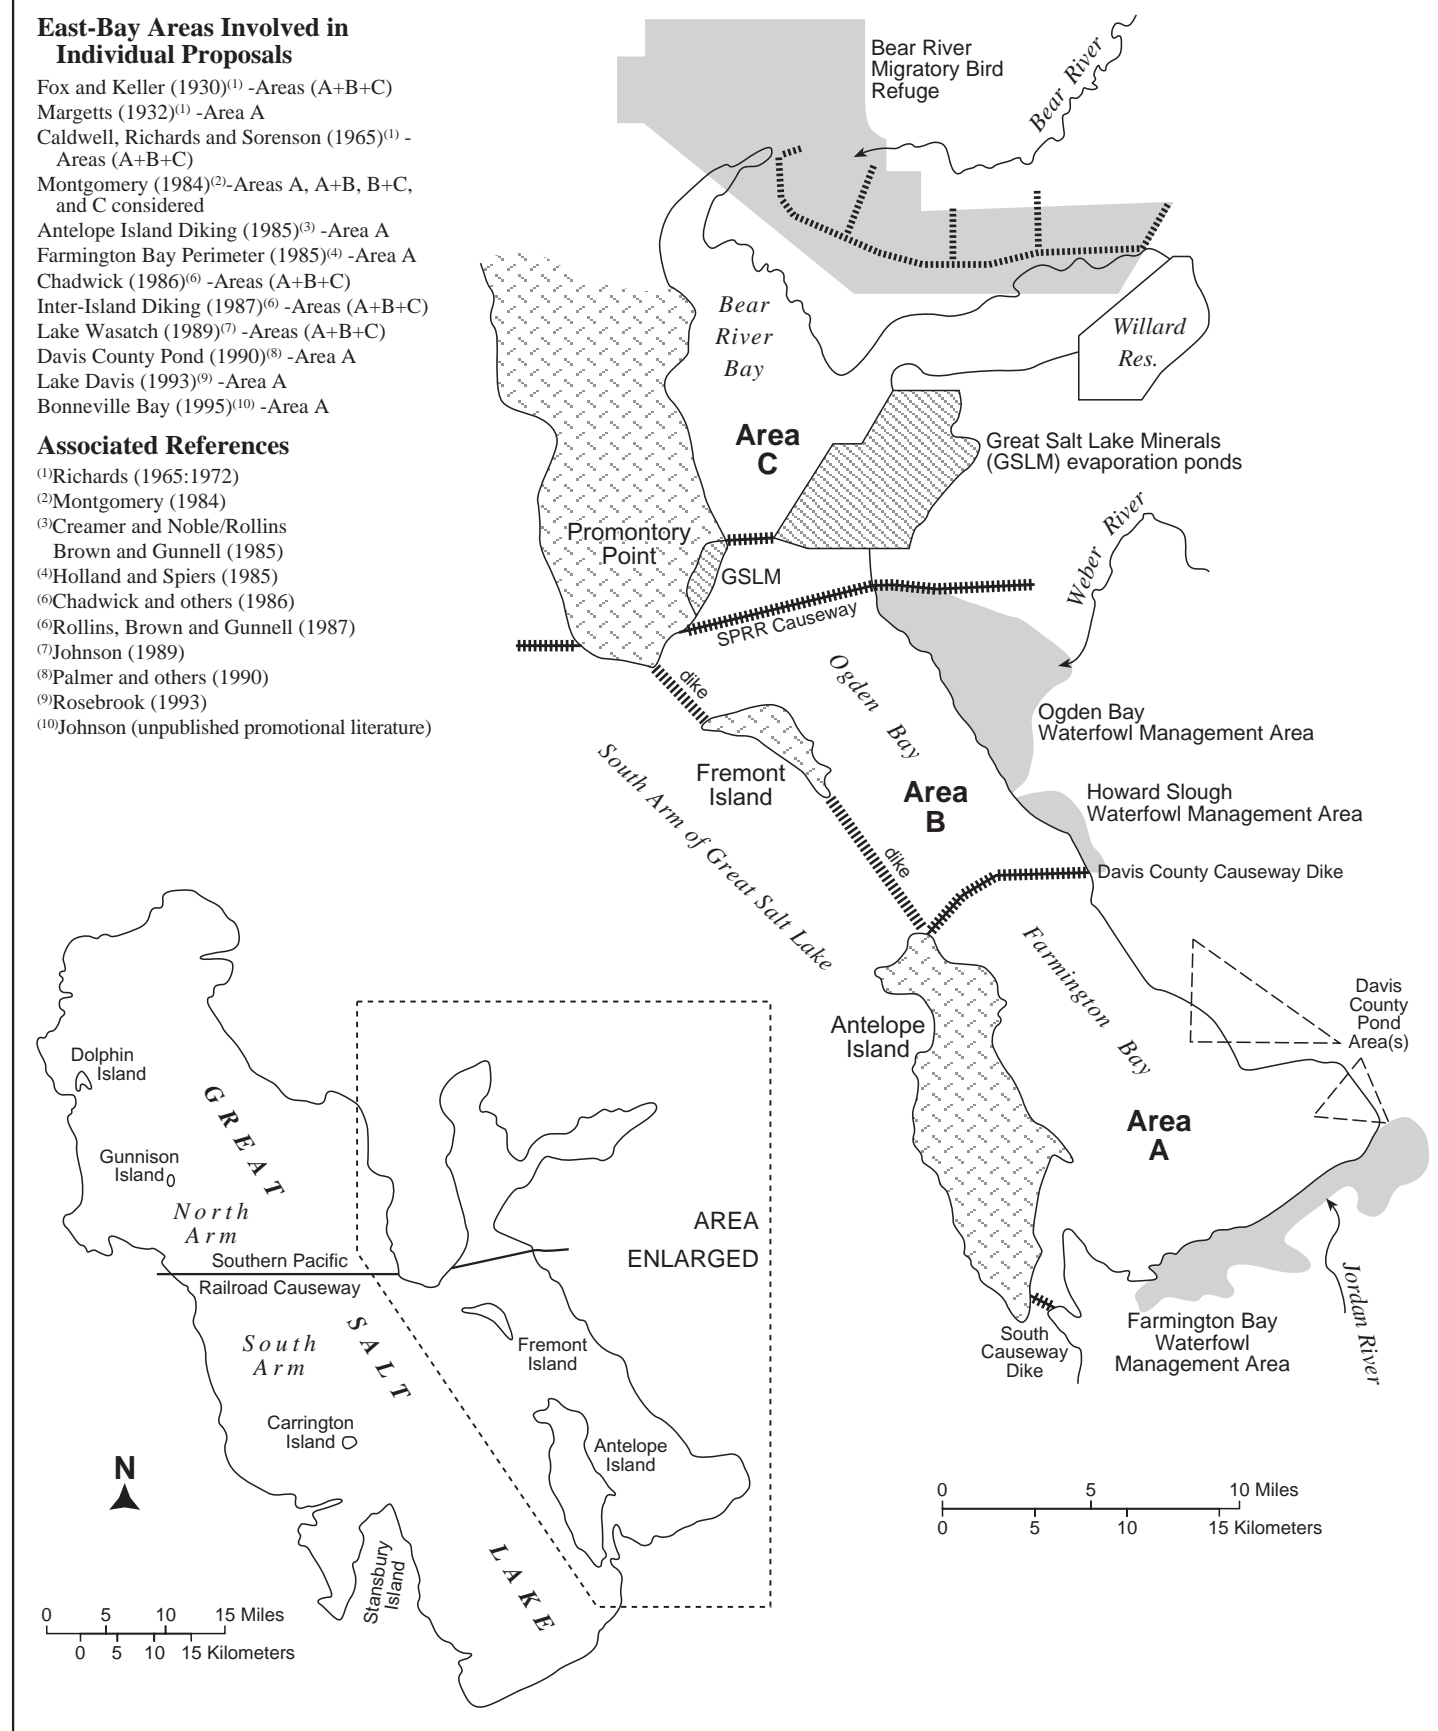 East-Bay Areas Involved in
Individual Proposals
Fox and Keller (1930)(1) -Areas (A+B+C)
Margetts (1932)(1) -Area A
Caldwell, Richards and Sorenson (1965)(1) -
Areas (A+B+C)
Montgomery (1984)(2)-Areas A, A+B, B+C,
and C considered
Antelope Island Diking (1985)(3) -Area A
Farmington Bay Perimeter (1985)(4) -Area A
Chadwick (1986)(6) -Areas (A+B+C)
Inter-Island Diking (1987)(6) -Areas (A+B+C)
Lake Wasatch (1989)(7) -Areas (A+B+C)
Davis County Pond (1990)(8) -Area A
Lake Davis (1993)(9) -Area A
Bonneville Bay (1995)(10) -Area A
Associated References
(1)Richards (1965:1972)
(2)Montgomery (1984)
(3)Creamer and Noble/Rollins
Brown and Gunnell (1985)
(4)Holland and Spiers (1985)
(6)Chadwick and others (1986)
(6)Rollins, Brown and Gunnell (1987)
(7)Johnson (1989)
(8)Palmer and others (1990)
(9)Rosebrook (1993)
(10)Johnson (unpublished promotional literature)
Bear River
Migratory Bird
Refuge
Bear River
Bear
River
Bay
Willard
Res.
Area
C
Great Salt Lake Minerals
(GSLM) evaporation ponds
Promontory
Point
GSLM
SPRR Causeway
Weber River
dike
Ogden Bay
Ogden Bay
Waterfowl Management Area
Fremont
Island
Area
B
Howard Slough
Waterfowl Management Area
South Arm of Great Salt Lake
dike
Davis County Causeway Dike
Farmington Bay
Davis
County
Pond
Area(s)
Antelope
Island
Area
A
Jordan River
South
Causeway
Dike
Farmington Bay
Waterfowl
Management Area
0 5 10 Miles
0 5 10 15 Kilometers
Dolphin
Island
GREAT
Gunnison
Island
North
Arm
AREA
ENLARGED
Southern Pacific
Railroad Causeway
SALT
South
Arm
Fremont
Island
Carrington
Island
Antelope
Island
N
LAKE
Stansbury
Island
0 5 10 15 Miles
0 5 10 15 Kilometers